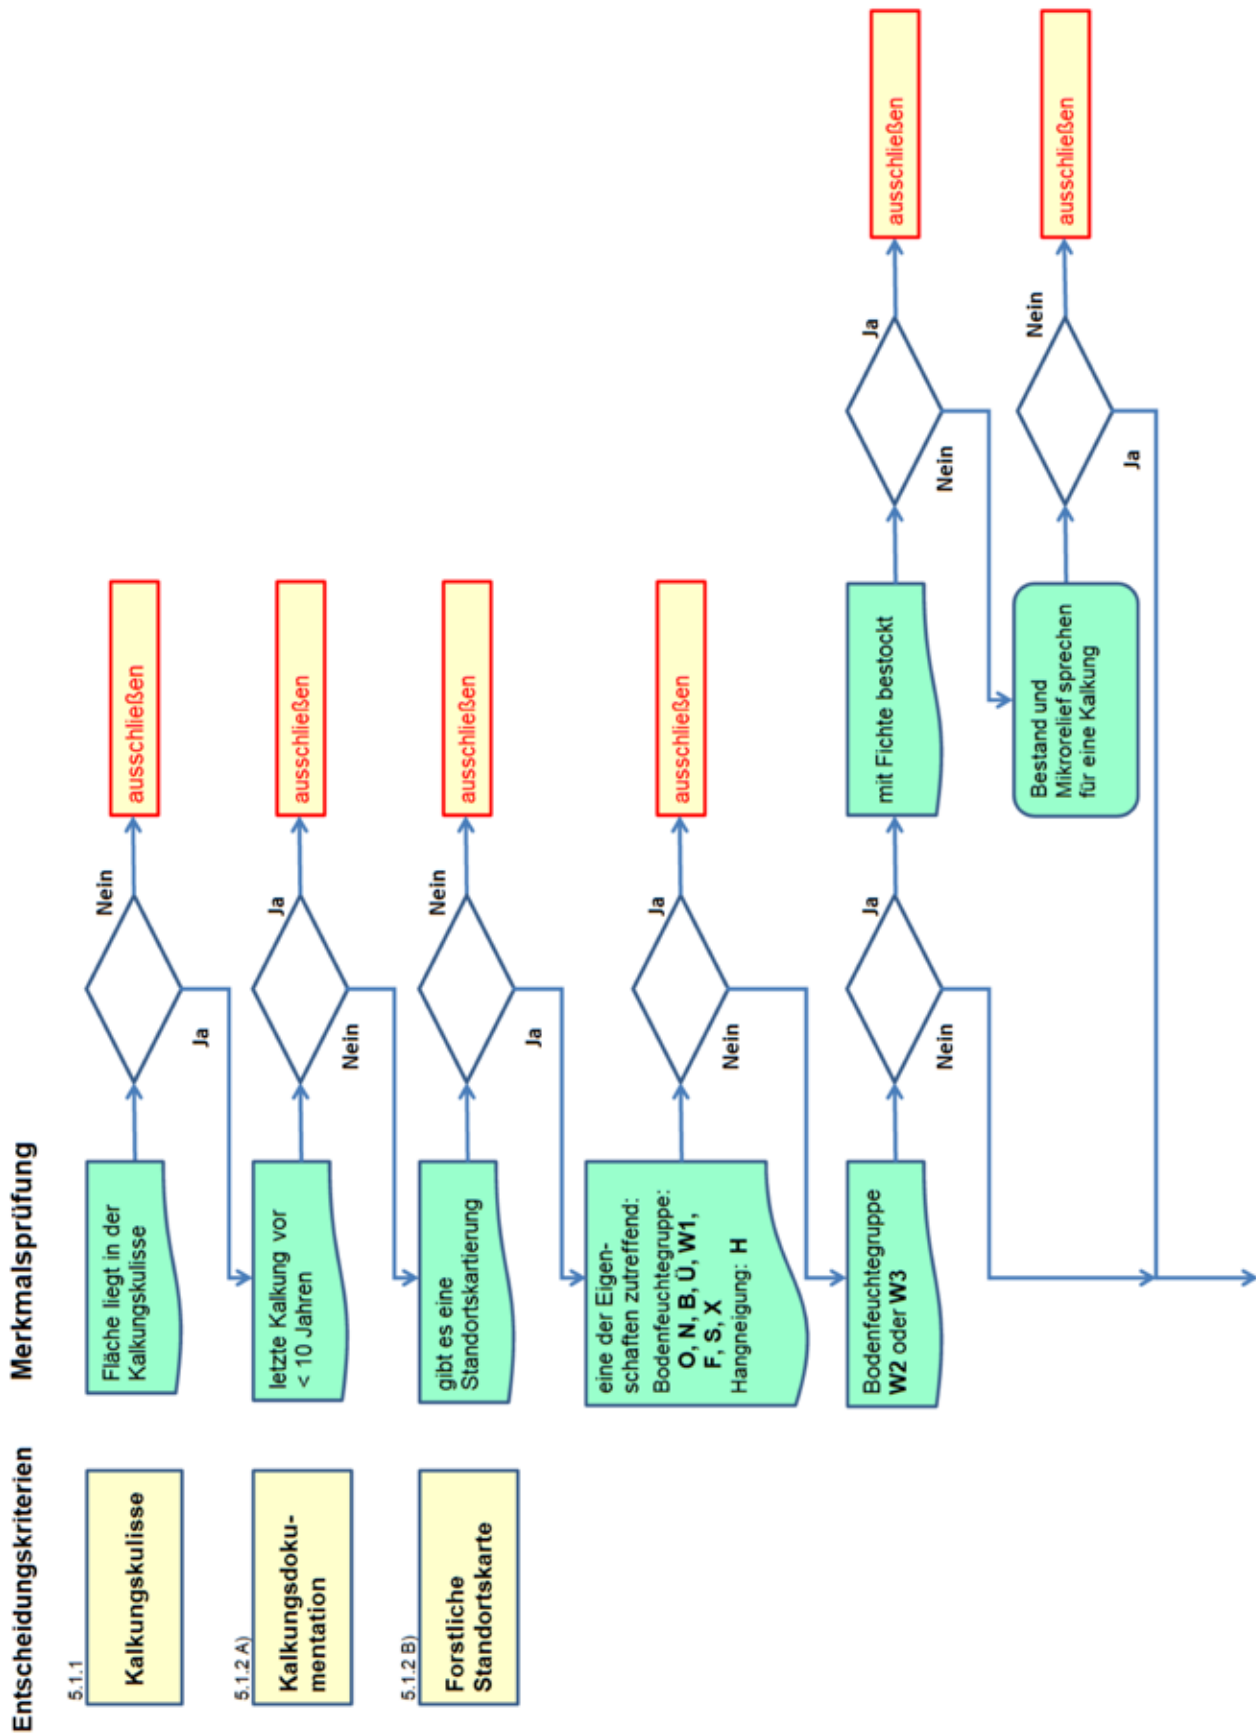 Entscheidungskriterien
Merkmalsprüfung
5.1.1
Kalkungskulisse
Fläche liegt in der
Kalkungskulisse
Nein
ausschließen
Ja
5.1.2 A)
Kalkungsdoku-
mentation
letzte Kalkung vor
< 10 Jahren
Ja
ausschließen
Nein
5.1.2 B)
Forstliche
Standortskarte
gibt es eine
Standortskartierung
Nein
ausschließen
Ja
eine der Eigen-
schaften zutreffend:
Bodenfeuchtegruppe:
O, N, B, Ü, W1,
F, S, X
Hangneigung: H
Ja
ausschließen
Nein
Bodenfeuchtegruppe
W2 oder W3
Ja
Nein
mit Fichte bestockt
Ja
ausschließen
Nein
Bestand und
Mikrorelief sprechen
für eine Kalkung
Nein
ausschließen
Ja